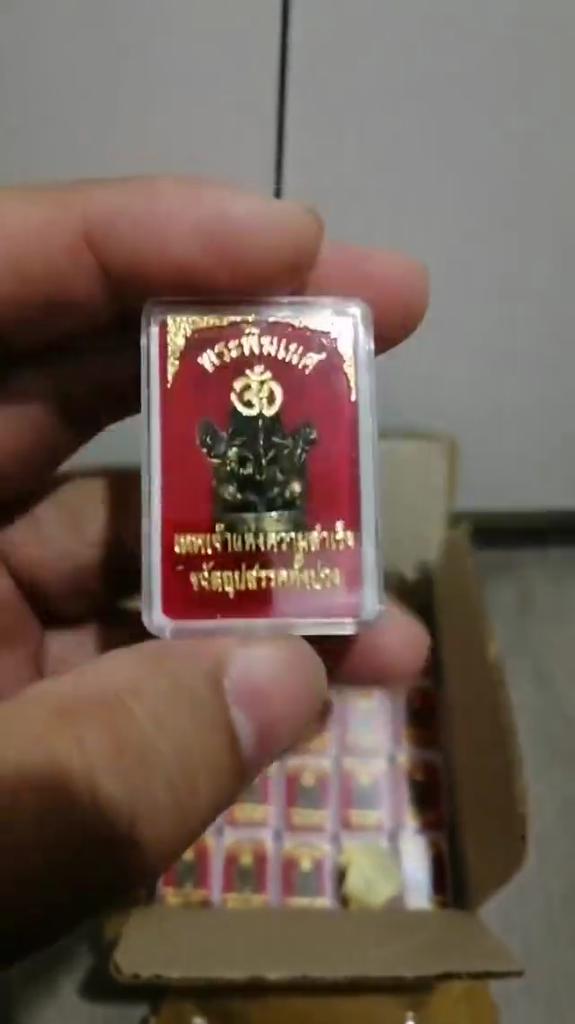 พระพิฆเนศ
ॐ
เทพเจ้าแห่งความสำเร็จ
ขจัดอุปสรรคทั้งปวง